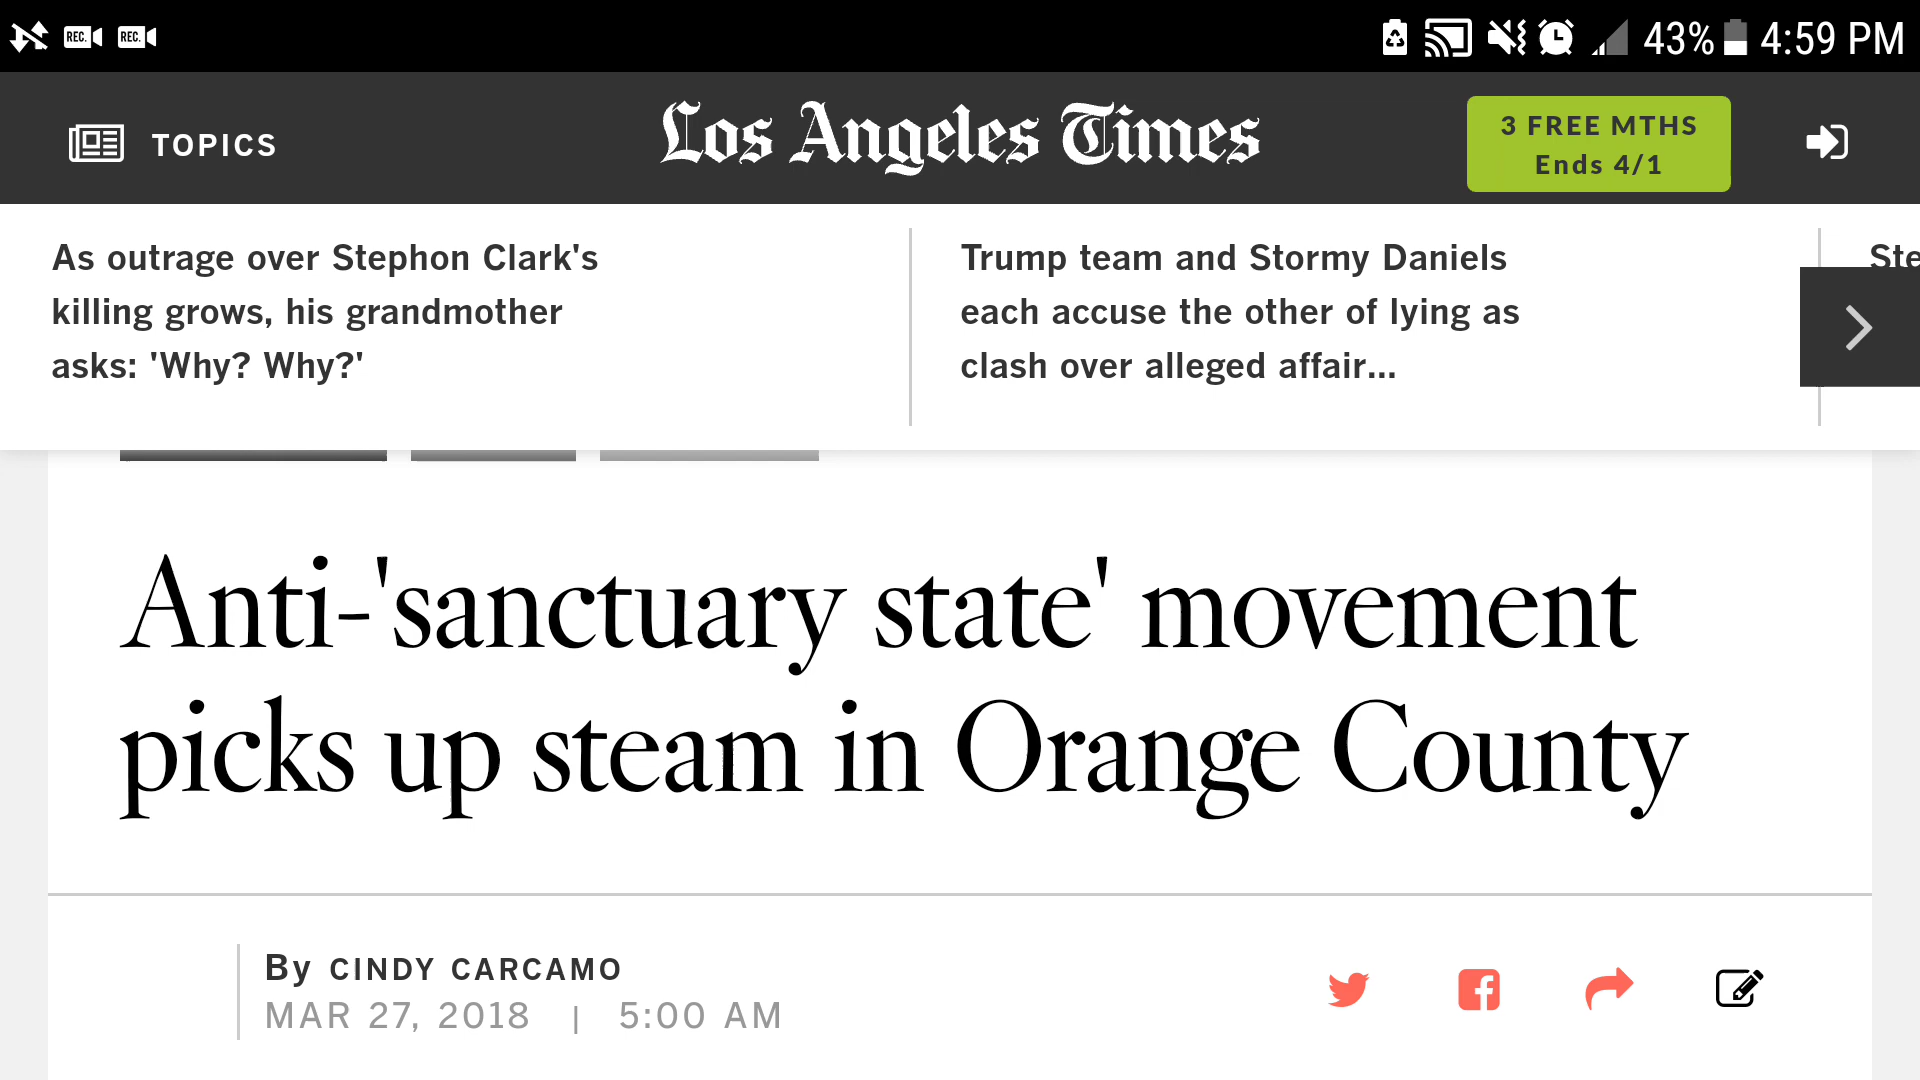 REC. REC. 43% 4:59 PM
TOPICS
Los Angeles Times
3 FREE MTHS
Ends 4/1
As outrage over Stephon Clark's
killing grows, his grandmother
asks: 'Why? Why?'
Trump team and Stormy Daniels
each accuse the other of lying as
clash over alleged affair...
Ste
Anti-'sanctuary state' movement
picks up steam in Orange County
By CINDY CARCAMO
MAR 27, 2018 | 5:00 AM